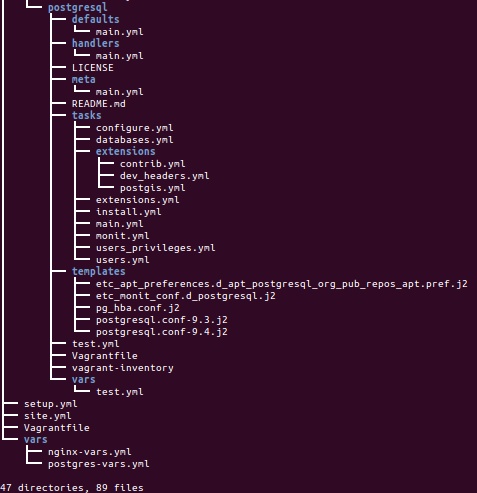 postgresql
defaults
main.yml
handlers
main.yml
LICENSE
meta
main.yml
README.md
tasks
configure.yml
databases.yml
extensions
contrib.yml
dev_headers.yml
postgis.yml
extensions.yml
install.yml
main.yml
monit.yml
users_privileges.yml
users.yml
templates
etc_apt_preferences.d_apt_postgresql_org_pub_repos_apt.pref.j2
etc_monit_conf.d_postgresql.j2
pg_hba.conf.j2
postgresql.conf-9.3.j2
postgresql.conf-9.4.j2
test.yml
Vagrantfile
vagrant-inventory
vars
test.yml
setup.yml
site.yml
Vagrantfile
vars
nginx-vars.yml
postgres-vars.yml
47 directories, 89 files